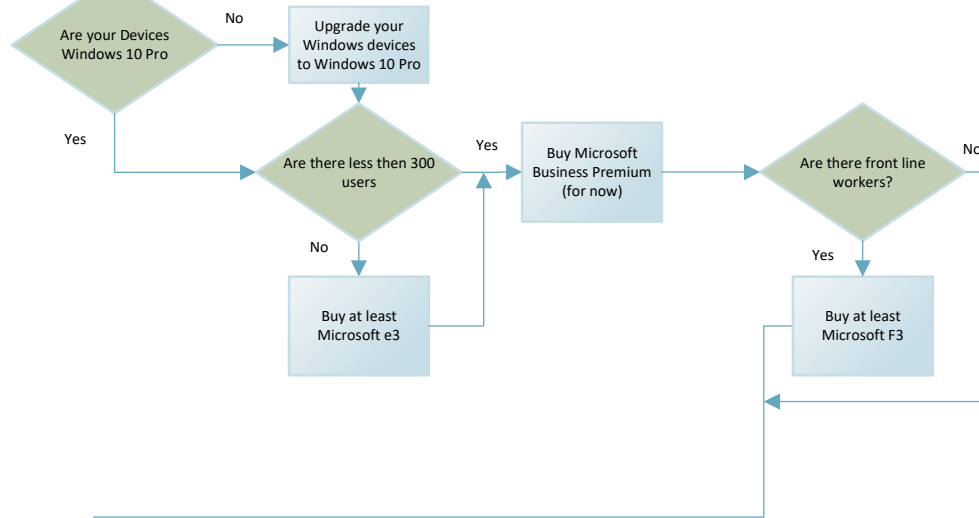 Are your Devices
Windows 10 Pro
No
Upgrade your
Windows devices
to Windows 10 Pro
Yes
Are there less then 300
users
Yes
Buy Microsoft
Business Premium
(for now)
Are there front line
workers?
No
No
Buy at least
Microsoft e3
Yes
Buy at least
Microsoft F3